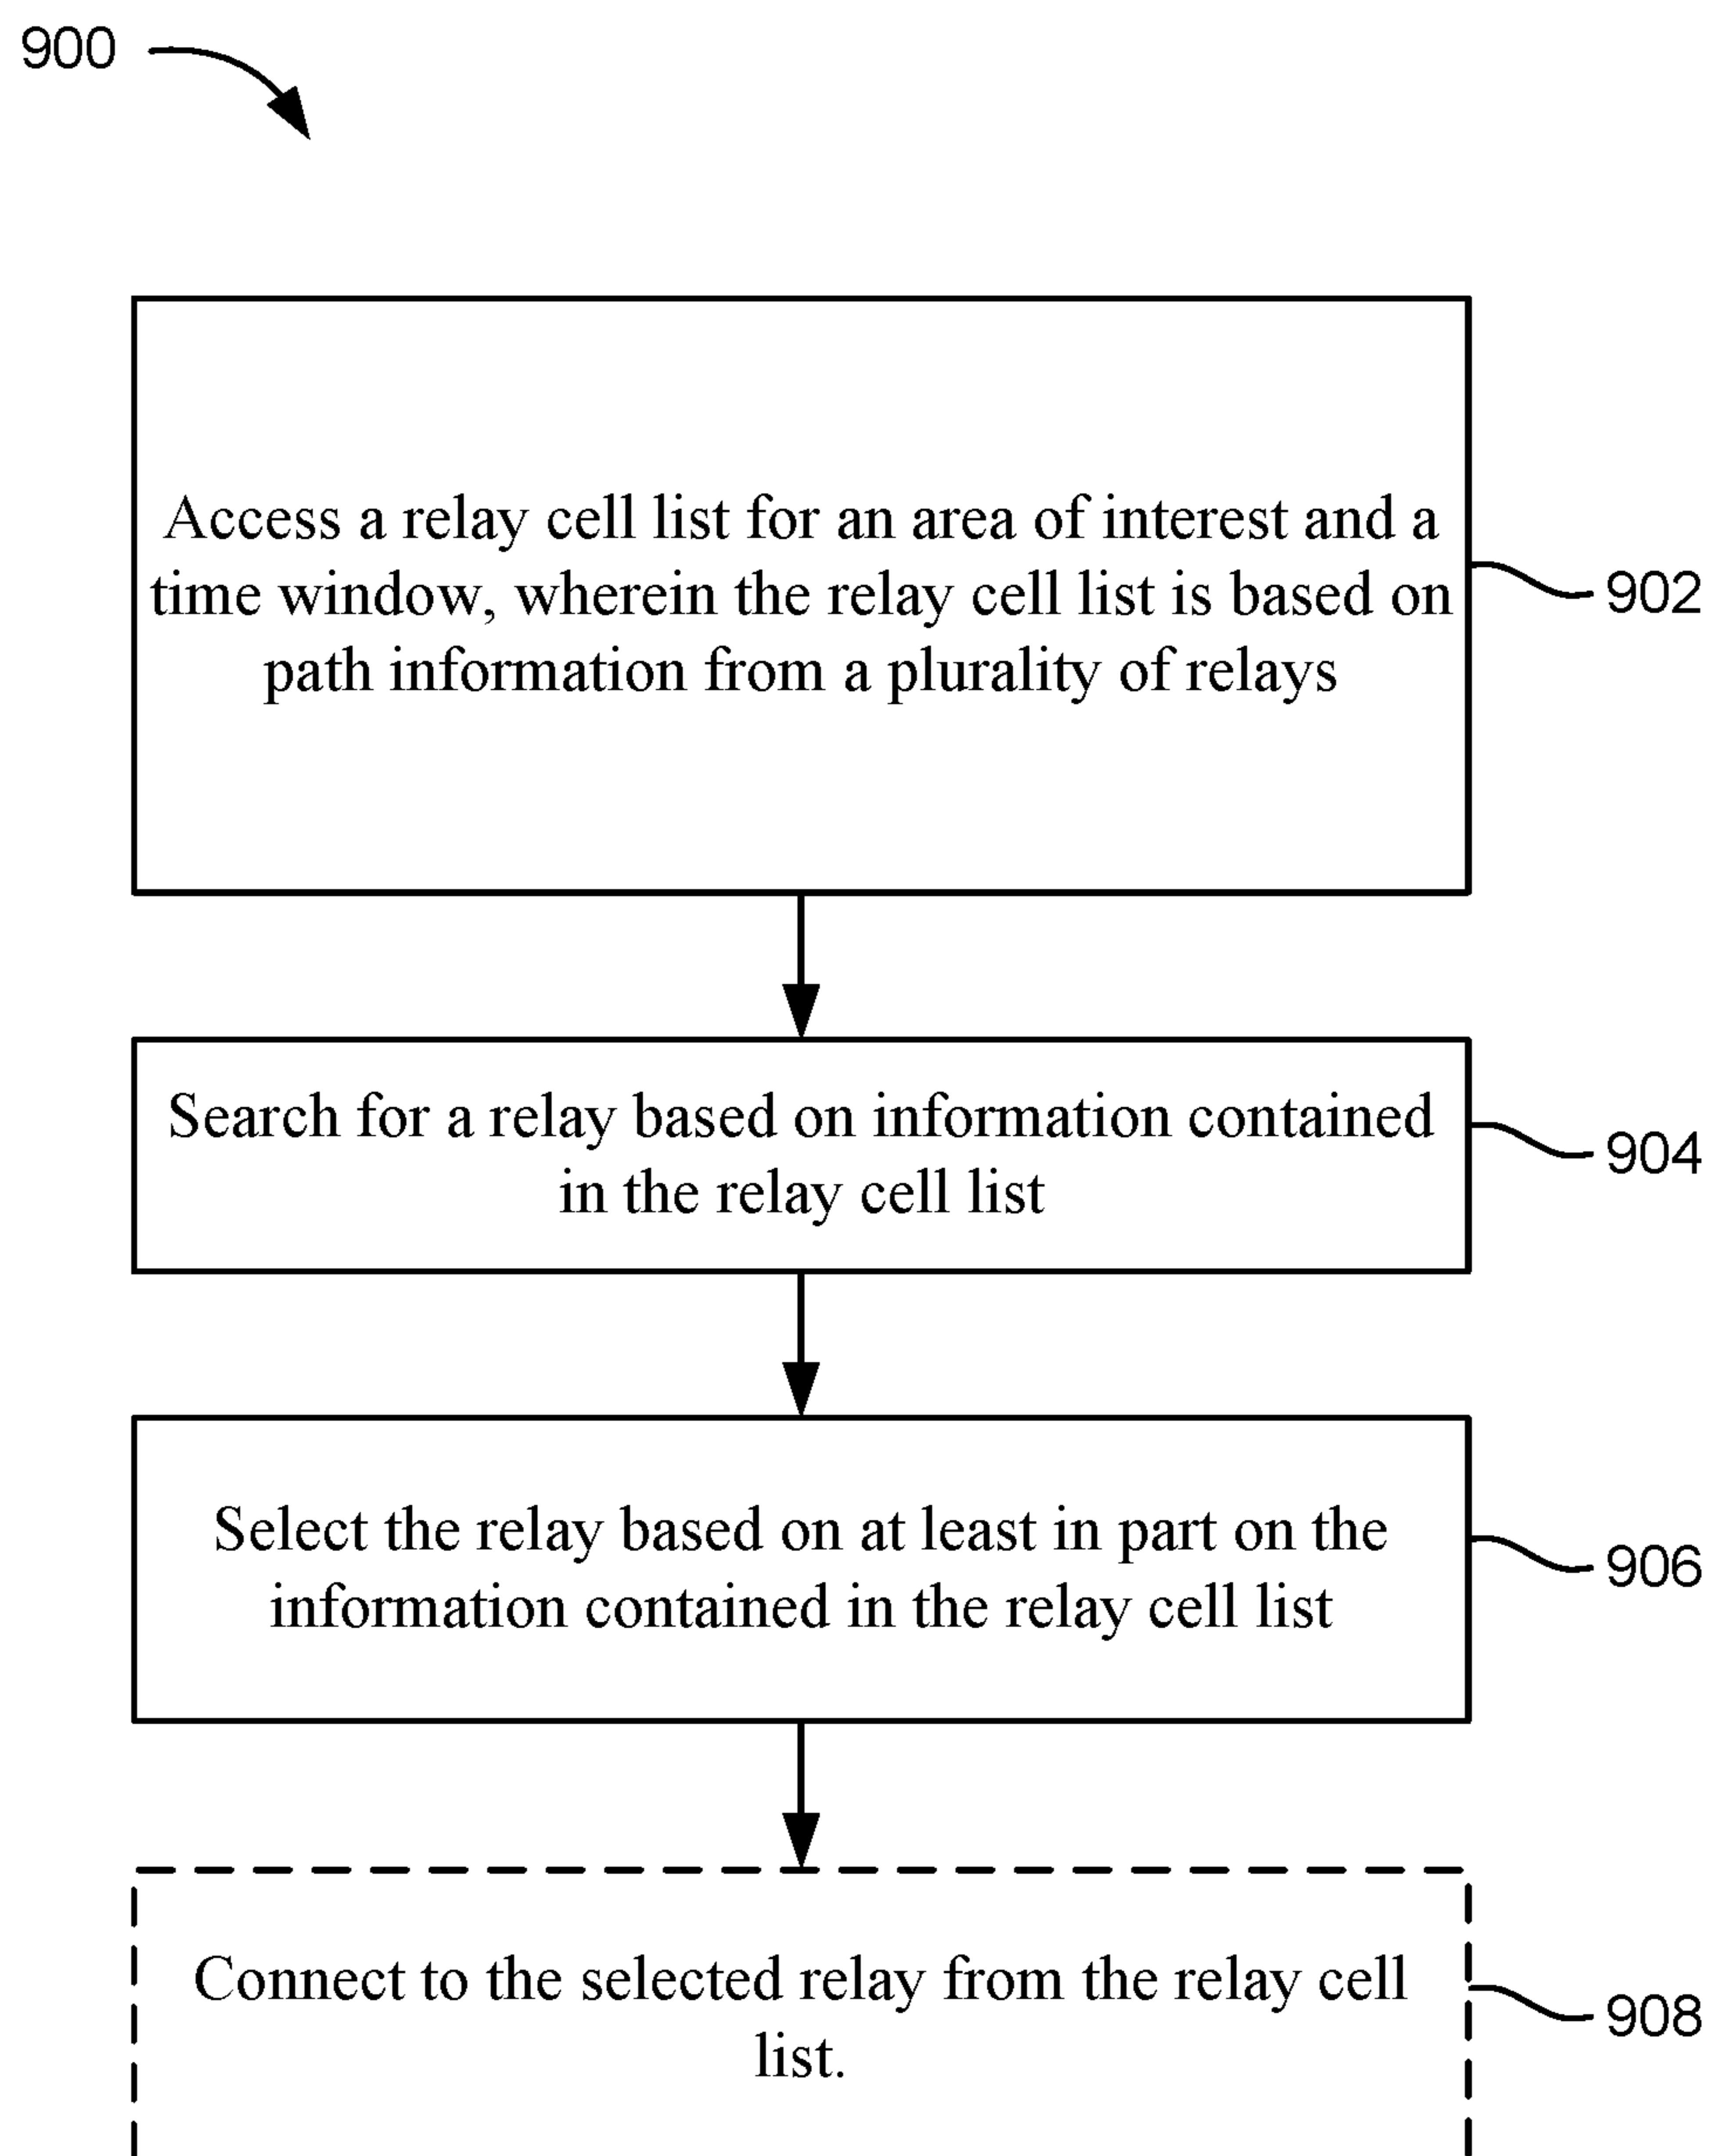 900
Access a relay cell list for an area of interest and a
time window, wherein the relay cell list is based on
path information from a plurality of relays
902
Search for a relay based on information contained
in the relay cell list
904
Select the relay based on at least in part on the
information contained in the relay cell list
906
Connect to the selected relay from the relay cell
list.
908